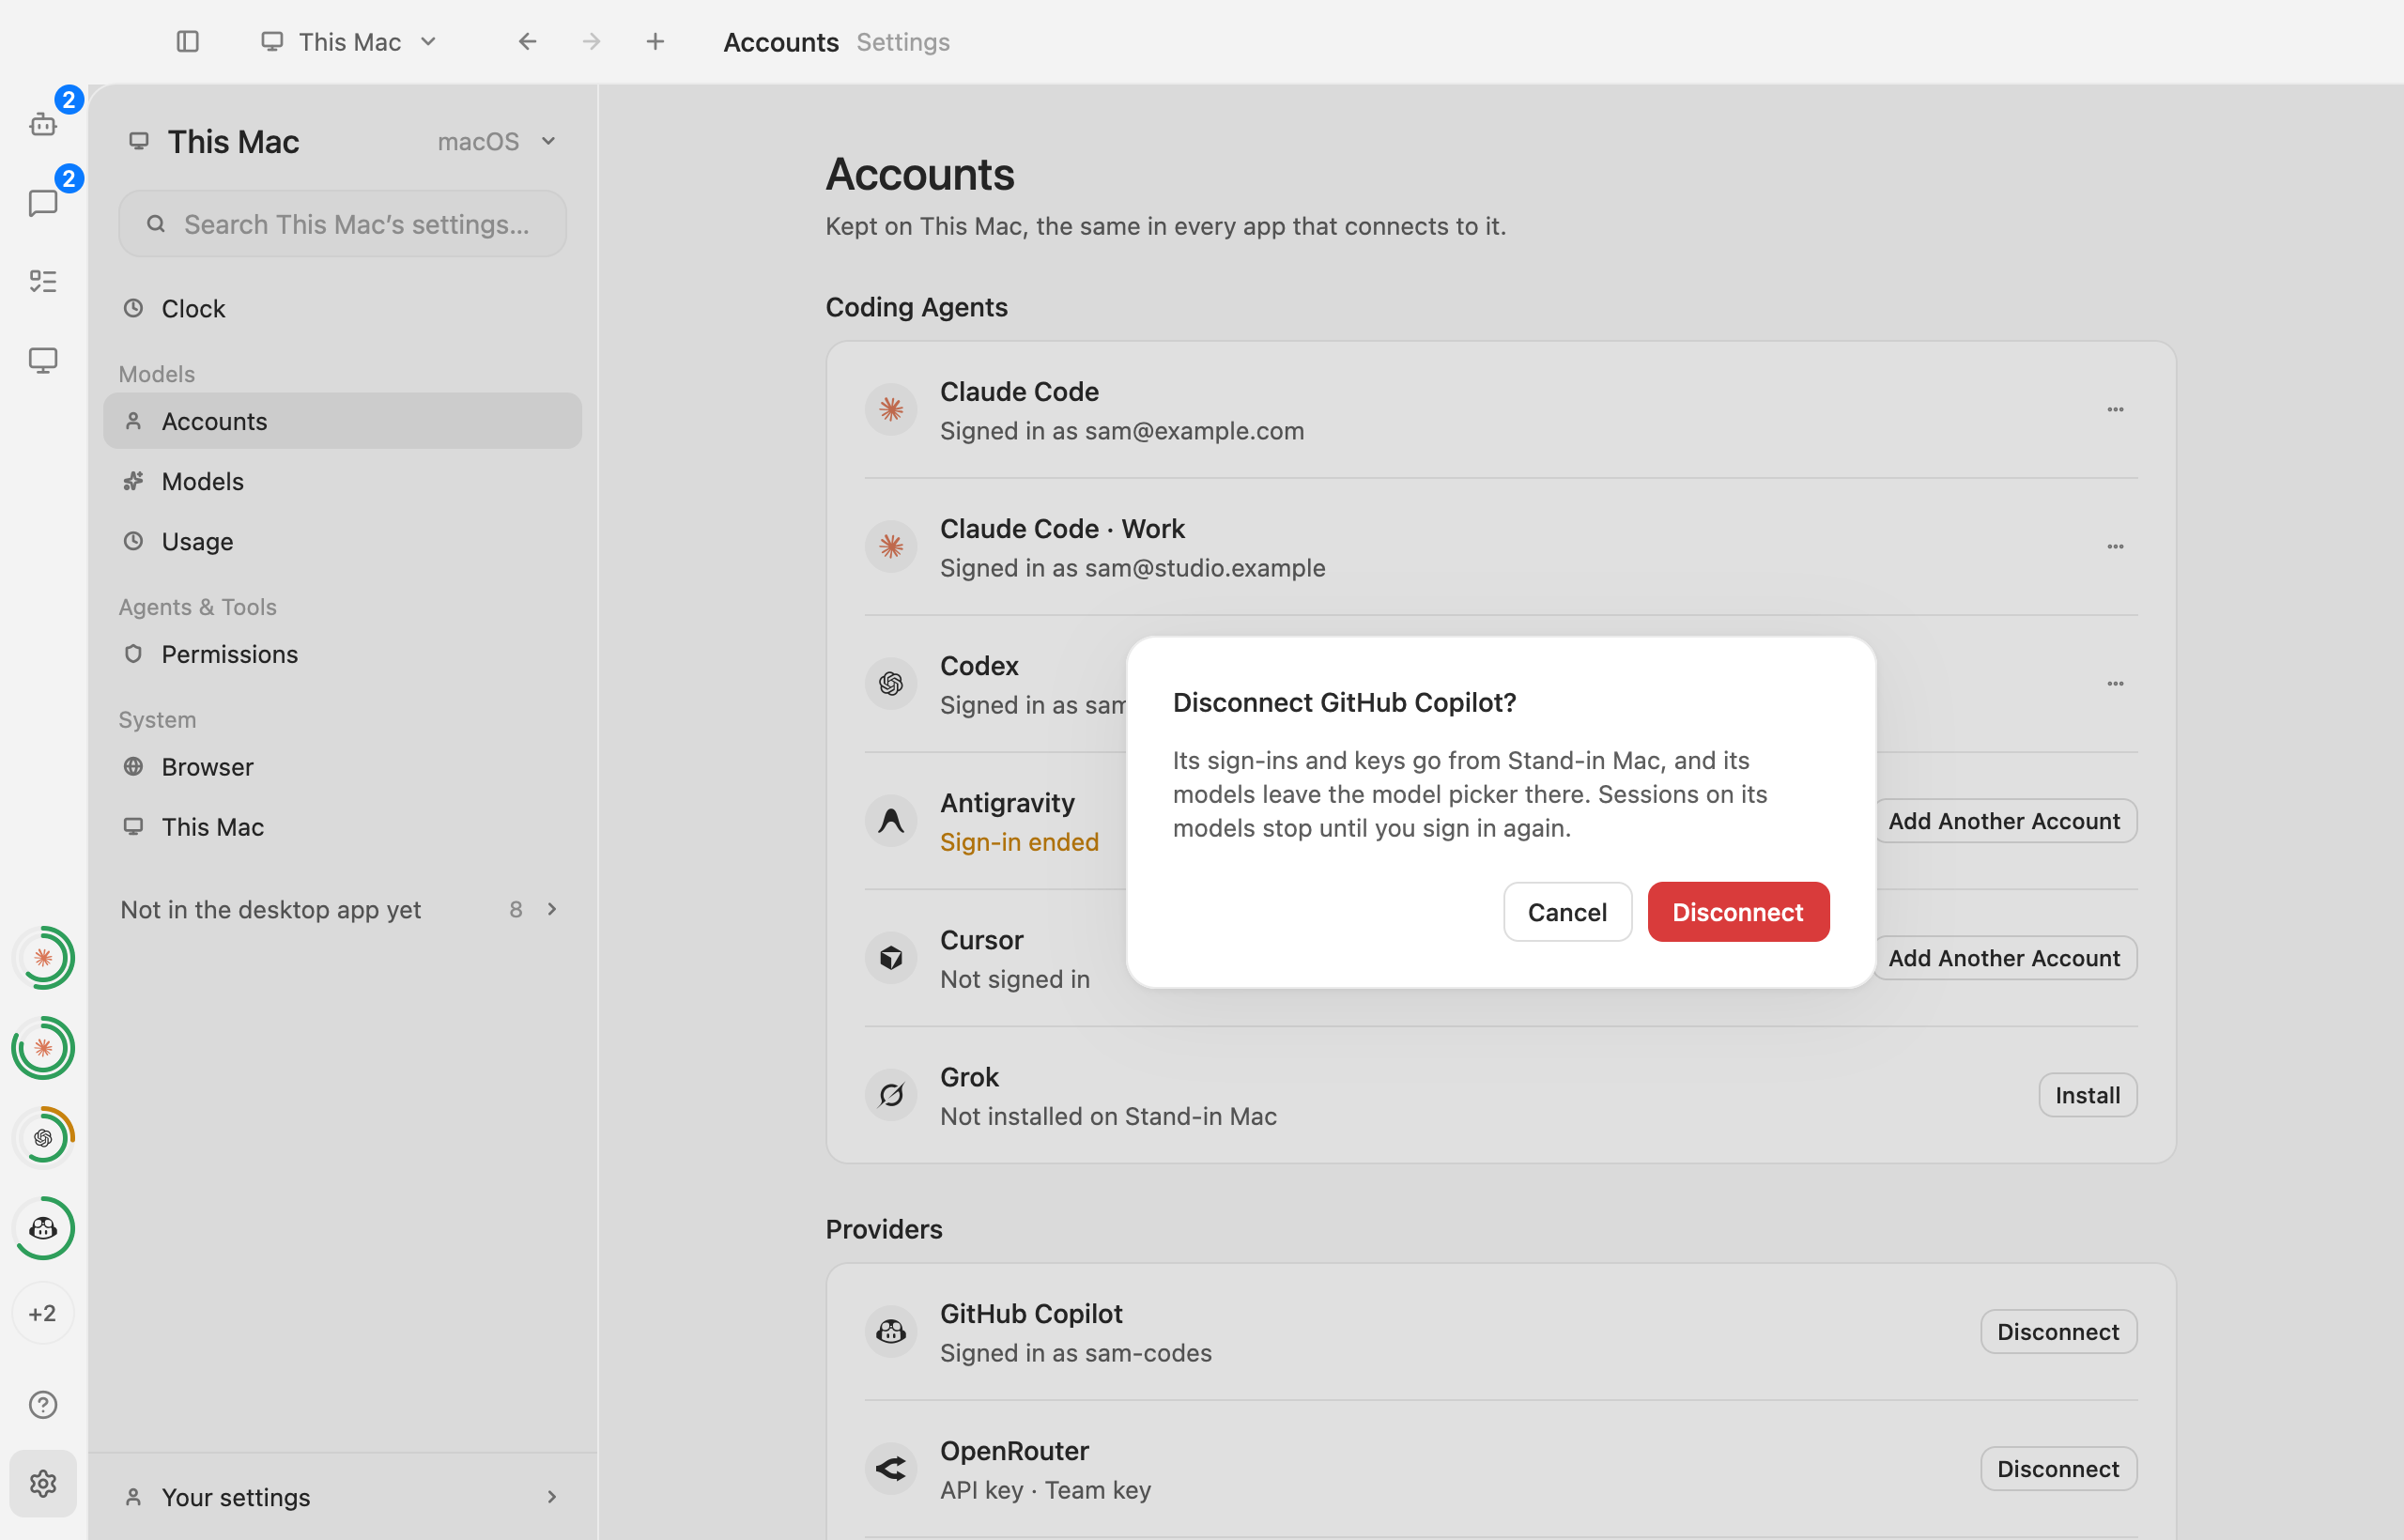 This Mac
Accounts Settings
2
2
This Mac macOS
Search This Mac’s settings...
Clock
Models
Accounts
Models
Usage
Agents & Tools
Permissions
System
Browser
This Mac
Not in the desktop app yet 8
+2
Your settings
Accounts
Kept on This Mac, the same in every app that connects to it.
Coding Agents
Claude Code
Signed in as sam@example.com
Claude Code · Work
Signed in as sam@studio.example
Codex
Signed in as
Antigravity
Sign-in ended
Add Another Account
Cursor
Not signed in
Add Another Account
Grok
Not installed on Stand-in Mac
Install
Disconnect GitHub Copilot?
Its sign-ins and keys go from Stand-in Mac, and its
models leave the model picker there. Sessions on its
models stop until you sign in again.
Cancel
Disconnect
Providers
GitHub Copilot
Signed in as sam-codes
Disconnect
OpenRouter
API key · Team key
Disconnect